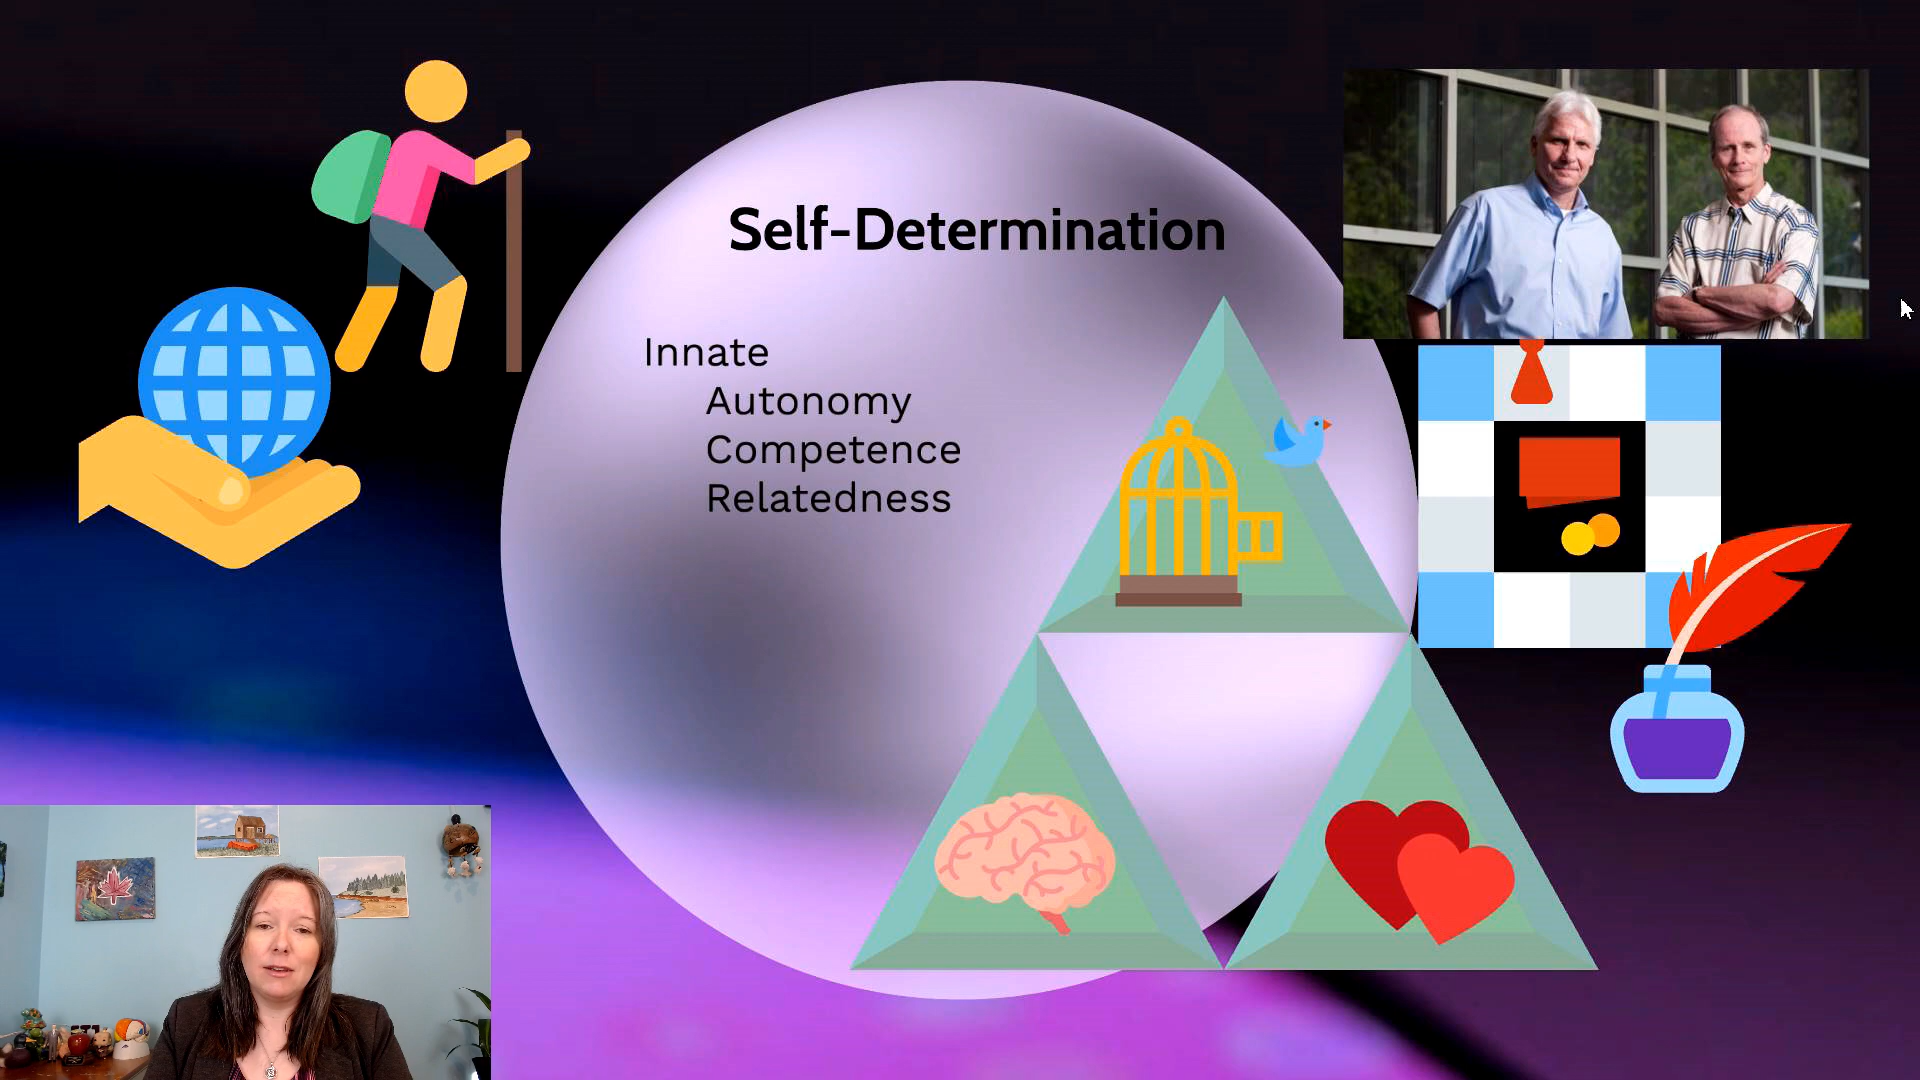 Self-Determination
Innate
Autonomy
Competence
Relatedness